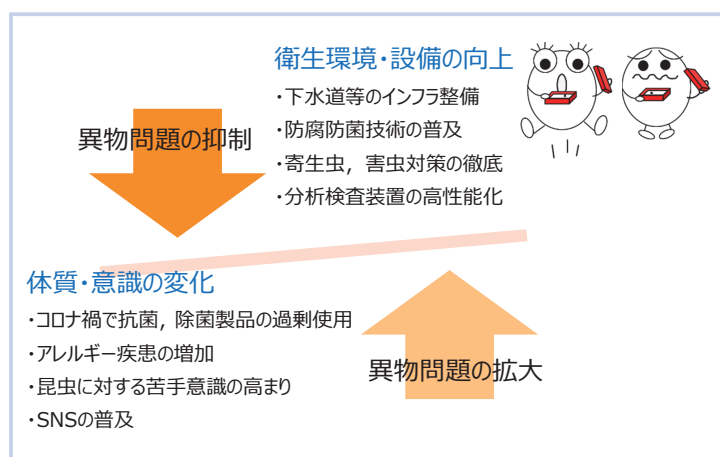 衛生環境・設備の向上
・下水道等のインフラ整備
・防腐防菌技術の普及
・寄生虫，害虫対策の徹底
・分析検査装置の高性能化
異物問題の抑制
体質・意識の変化
・コロナ禍で抗菌，除菌製品の過剰使用
・アレルギー疾患の増加
・昆虫に対する苦手意識の高まり
・SNSの普及
異物問題の拡大